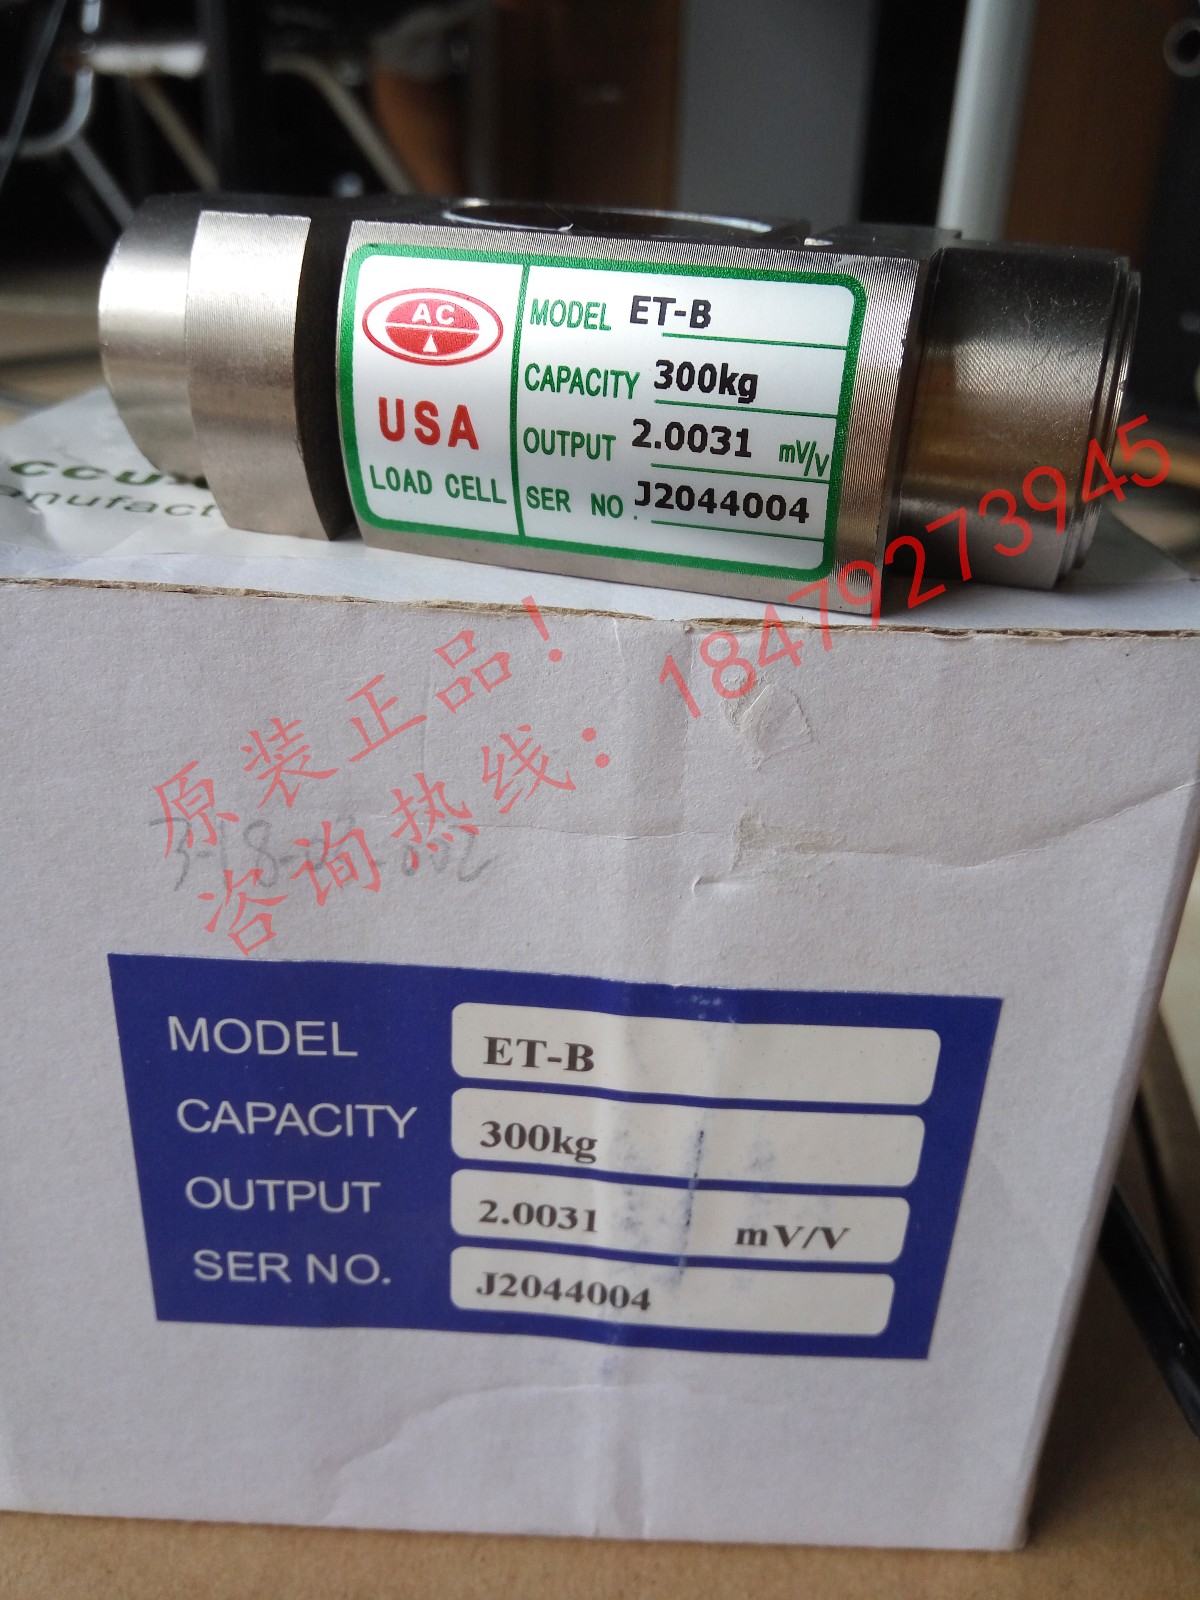 AC
USA
LOAD CELL
MODEL ET-B
CAPACITY 300kg
OUTPUT 2.0031 mV/V
SER NO. J2044004
原装正品！
咨询热线：18479273945
MODEL ET-B
CAPACITY 300kg
OUTPUT 2.0031 mV/V
SER NO. J2044004